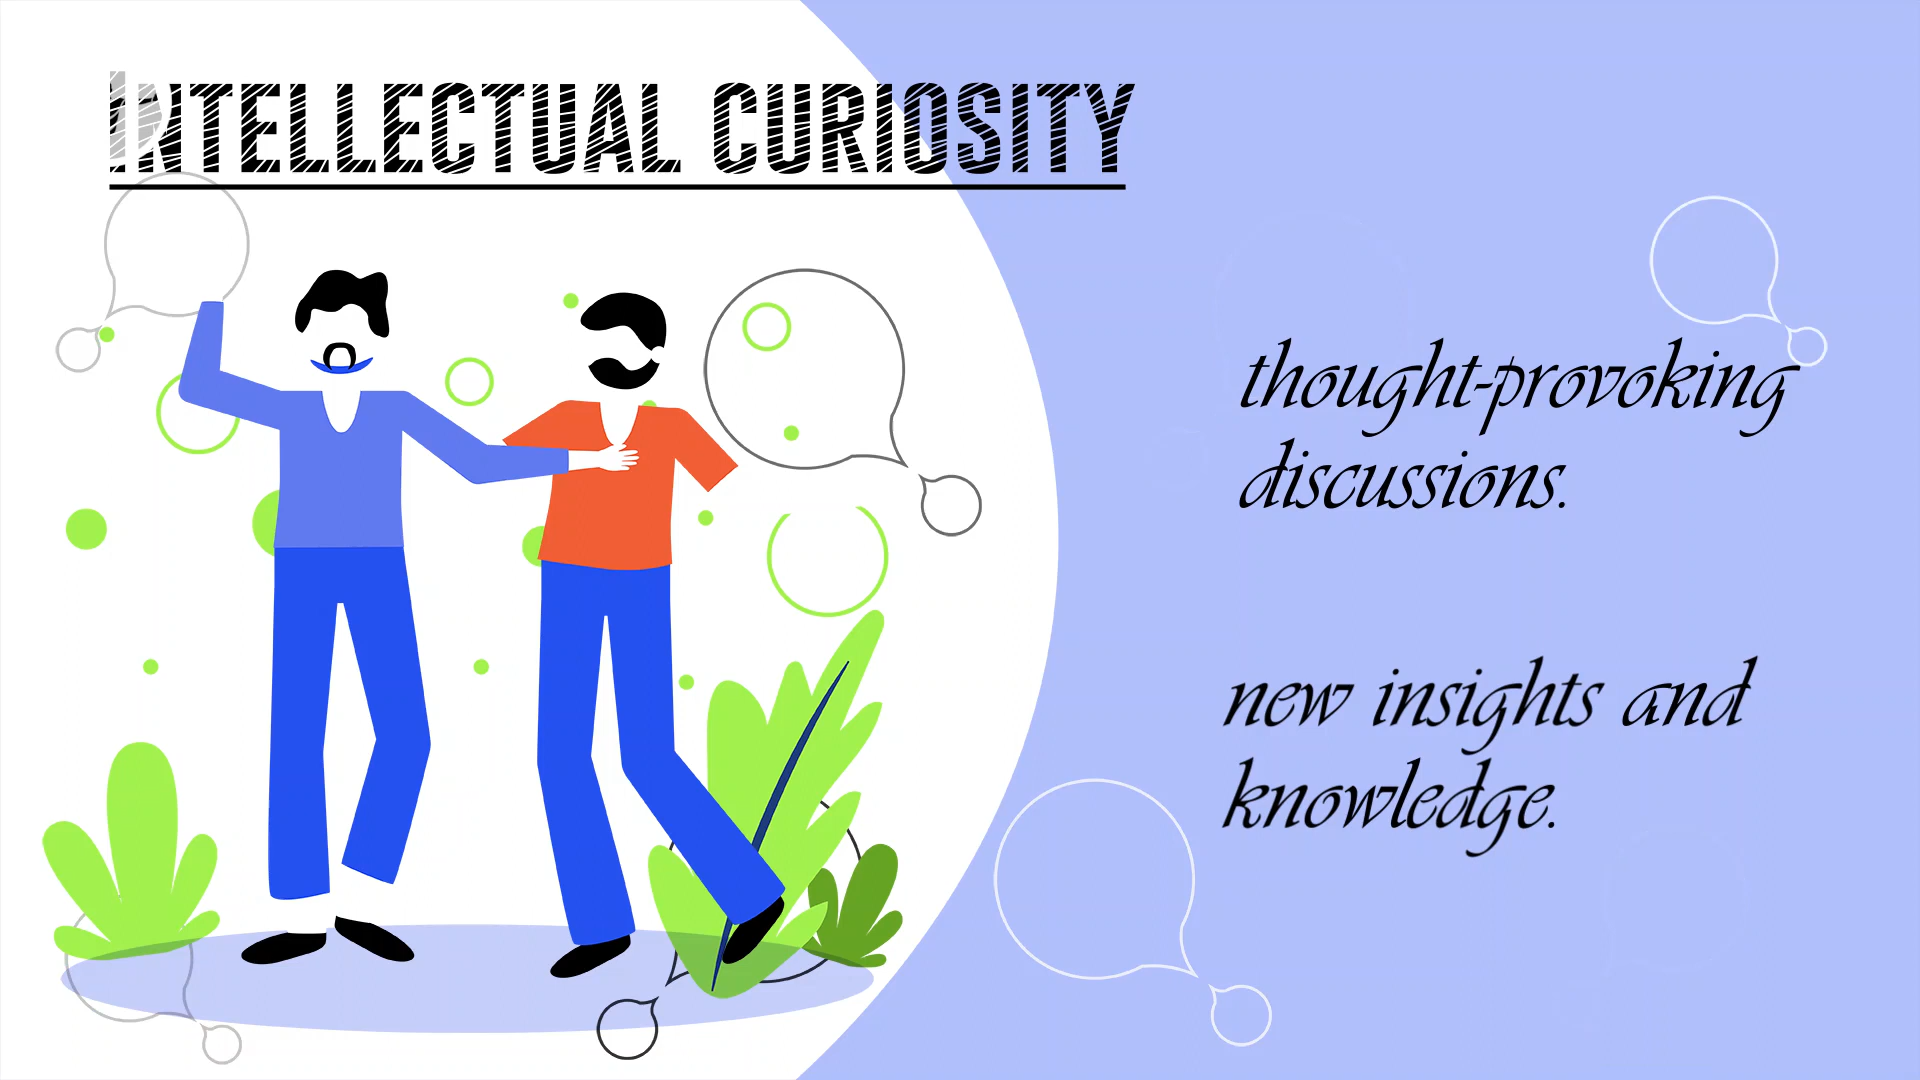 INTELLECTUAL CURIOSITY
thought-provoking
discussions.
new insights and
knowledge.